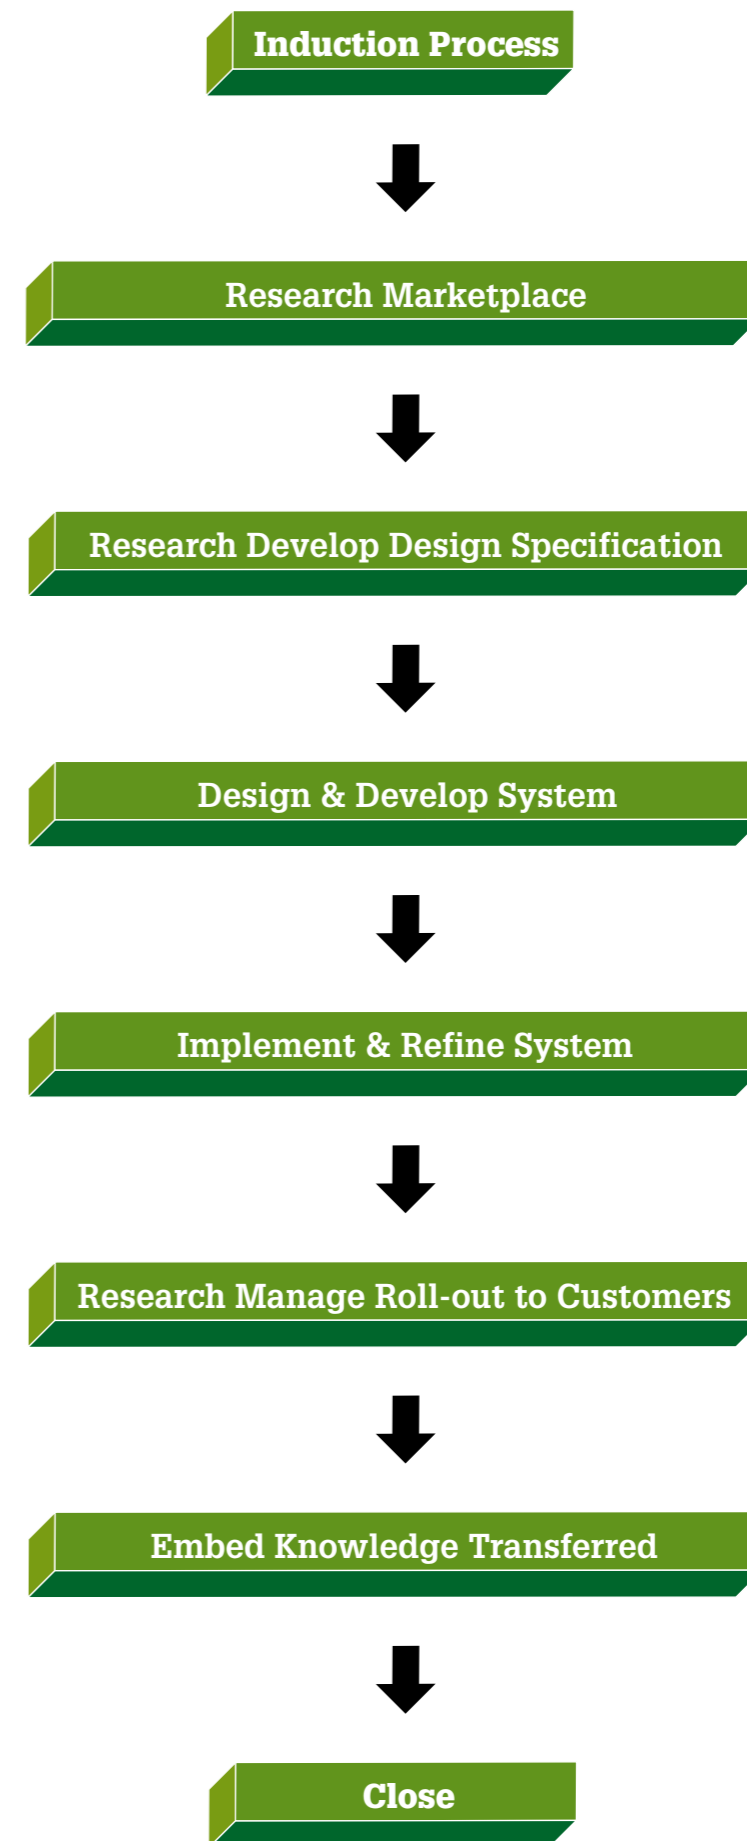 Induction Process
Research Marketplace
Research Develop Design Specification
Design & Develop System
Implement & Refine System
Research Manage Roll-out to Customers
Embed Knowledge Transferred
Close